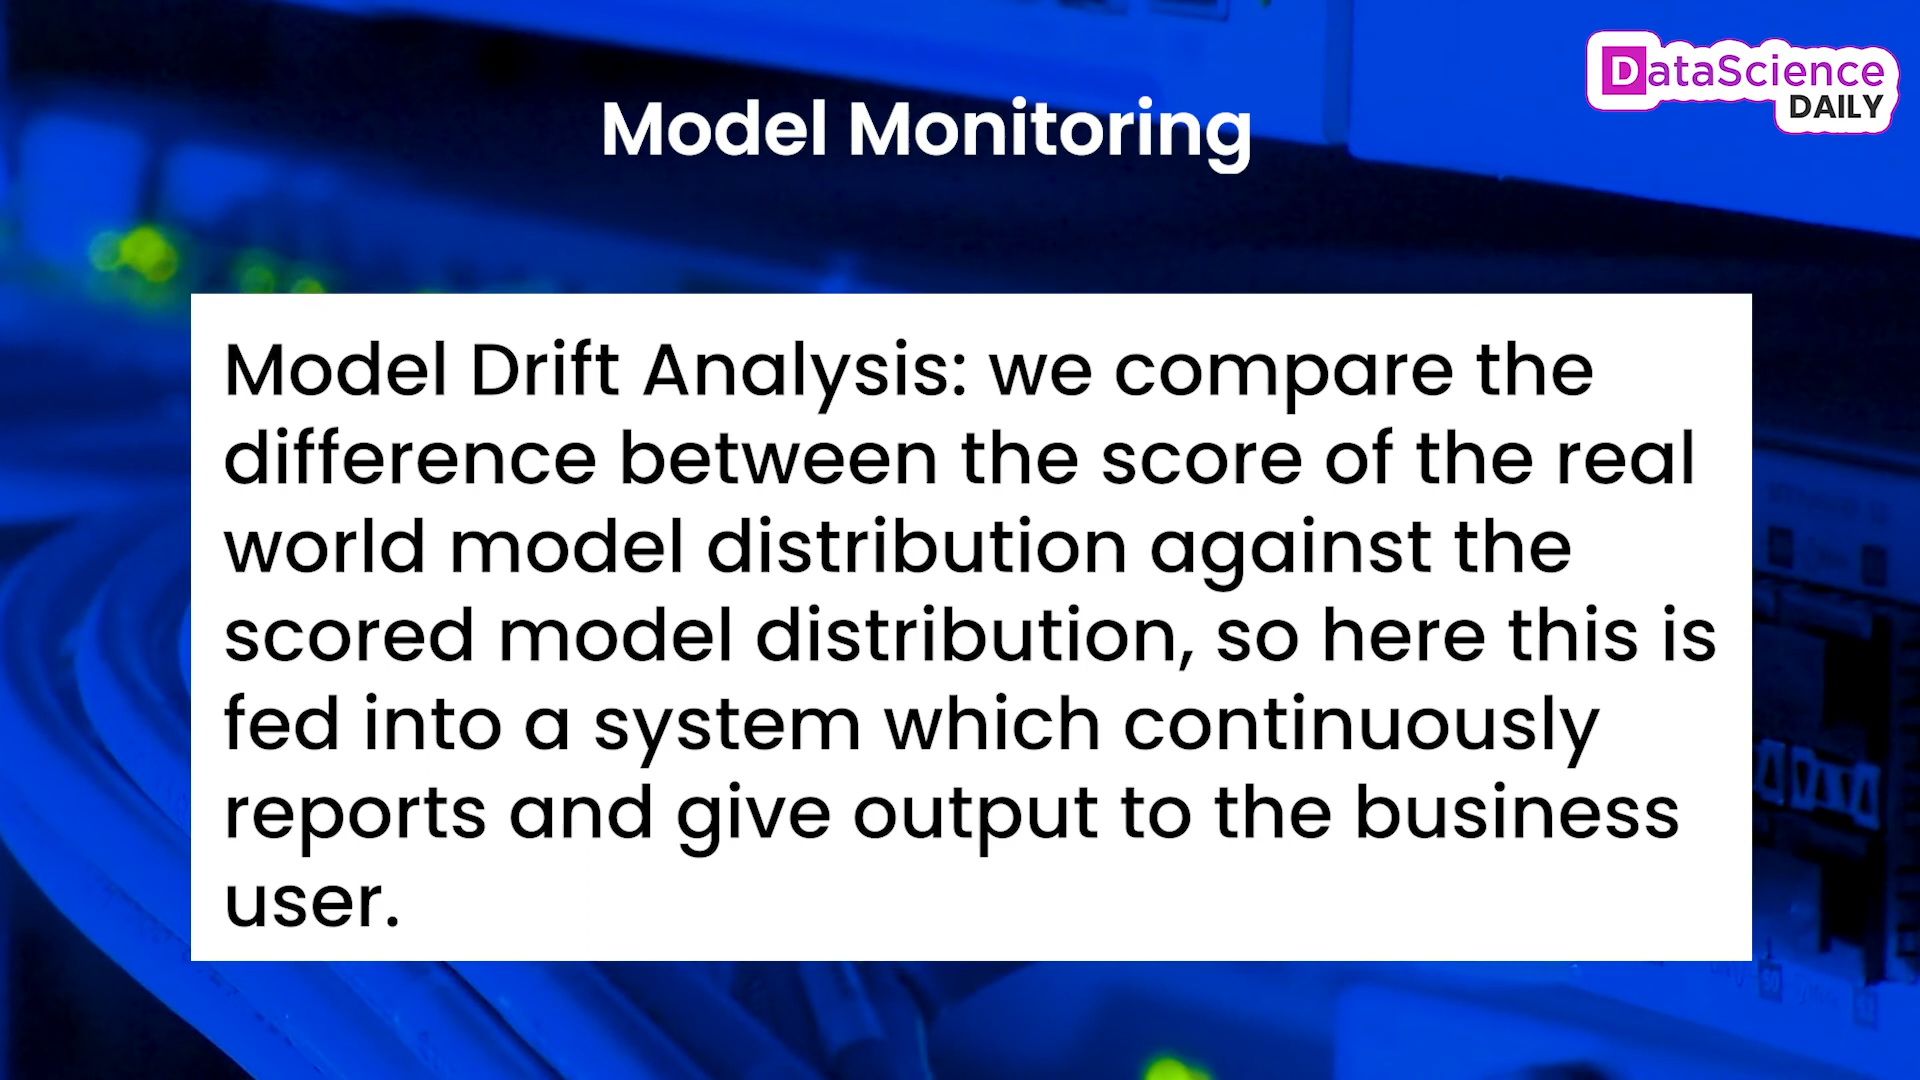 DataScience
DAILY
Model Monitoring
Model Drift Analysis: we compare the
difference between the score of the real
world model distribution against the
scored model distribution, so here this is
fed into a system which continuously
reports and give output to the business
user.